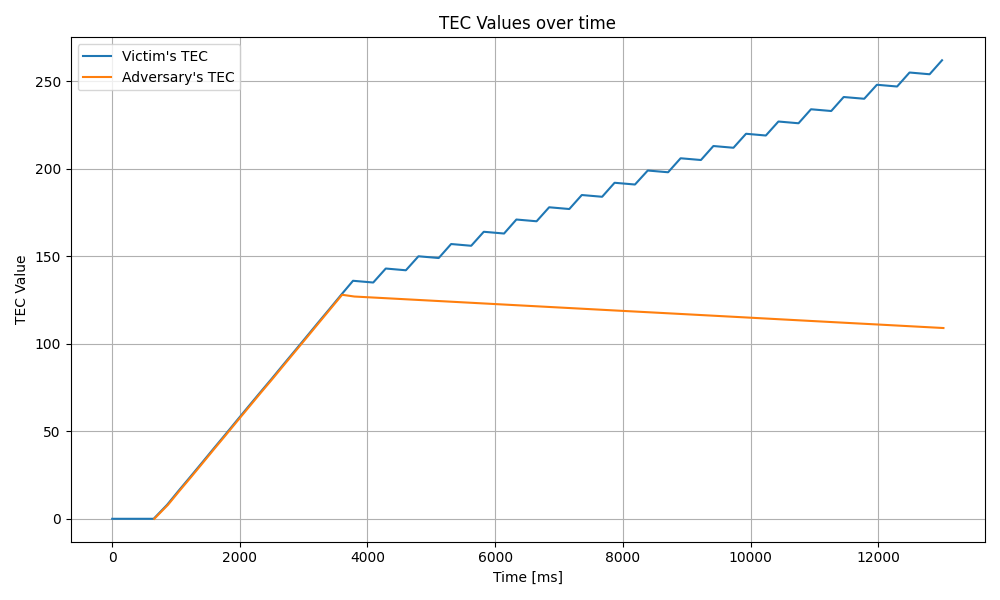 TEC Values over time
Victim's TEC
Adversary's TEC
TEC Value
250
200
150
100
50
0
0 2000 4000 6000 8000 10000 12000
Time [ms]